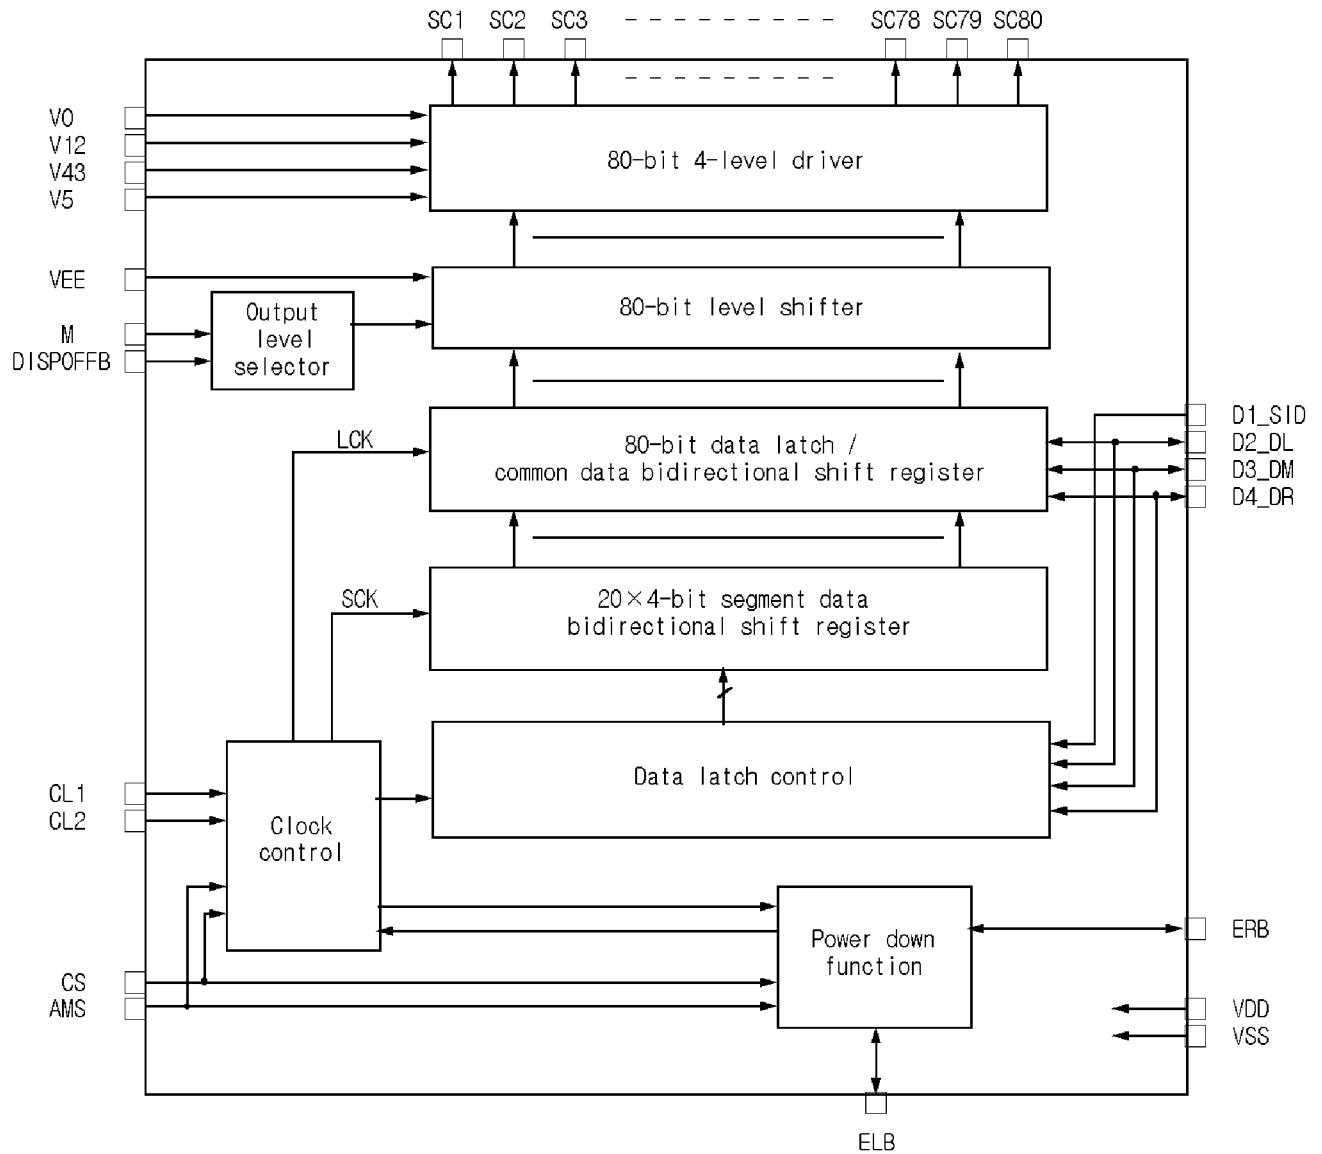 SC1 SC2 SC3 SC78 SC79 SC80
V0
V12
V43
V5
80-bit 4-level driver
VEE
80-bit level shifter
M
DISPOFFB
Output
level
selector
LCK
80-bit data latch /
common data bidirectional shift register
D1_SID
D2_DL
D3_DM
D4_DR
SCK
20×4-bit segment data
bidirectional shift register
Data latch control
CL1
CL2
Clock
control
CS
AMS
Power down
function
ERB
VDD
VSS
ELB